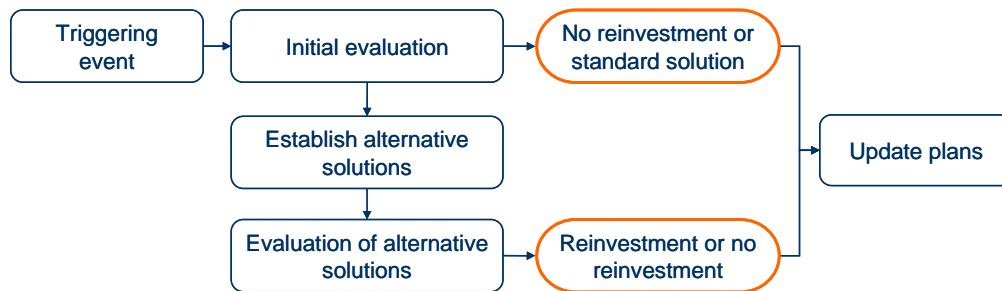 Triggering
event
Initial evaluation
No reinvestment or
standard solution
Establish alternative
solutions
Update plans
Evaluation of alternative
solutions
Reinvestment or no
reinvestment